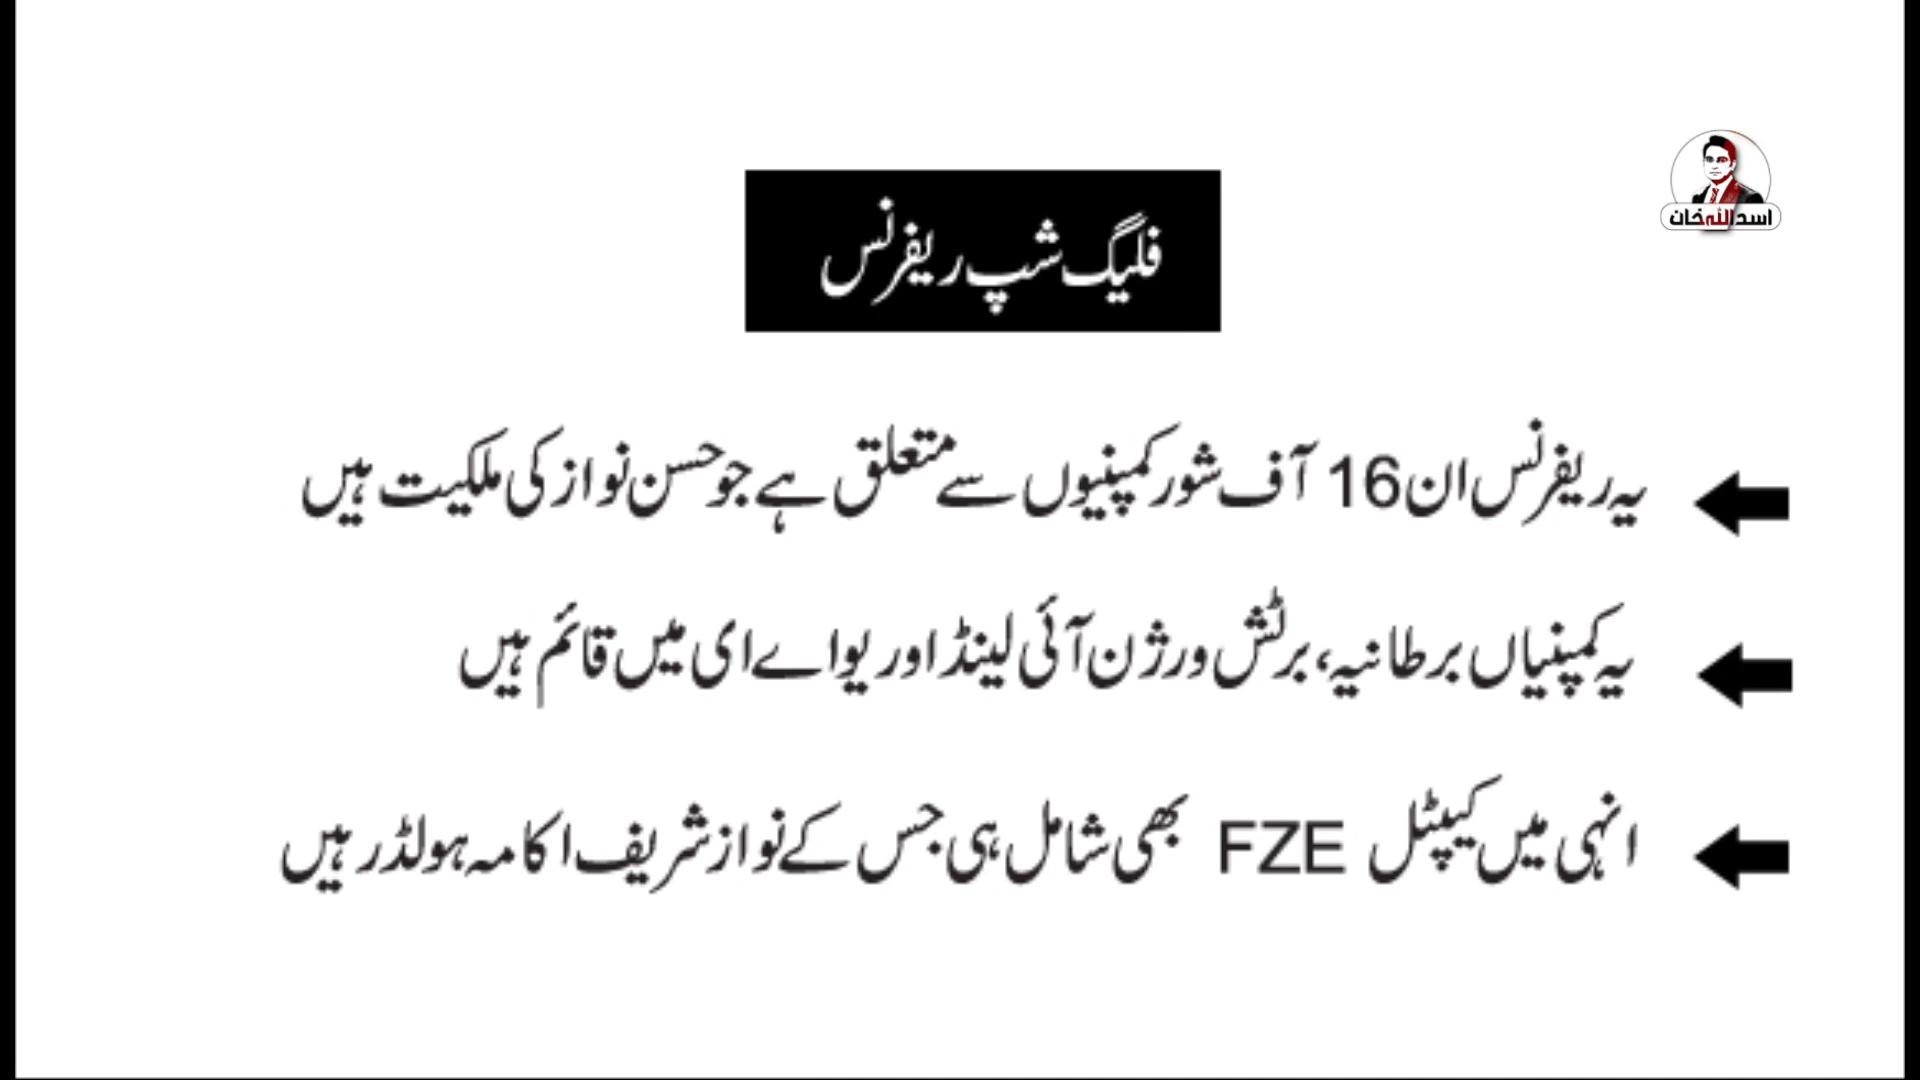 اسد اللہ خان
فلیگ شپ ریفرنس
یہ ریفرنس ان 16 آف شور کمپنیوں سے متعلق ہے جو حسن نواز کی ملکیت ہیں
یہ کمپنیاں برطانیہ، برٹش ورژن آئی لینڈ اور یو اے ای میں قائم ہیں
انہی میں کیپٹل FZE بھی شامل ہی جس کے نواز شریف اکامہ ہولڈر ہیں